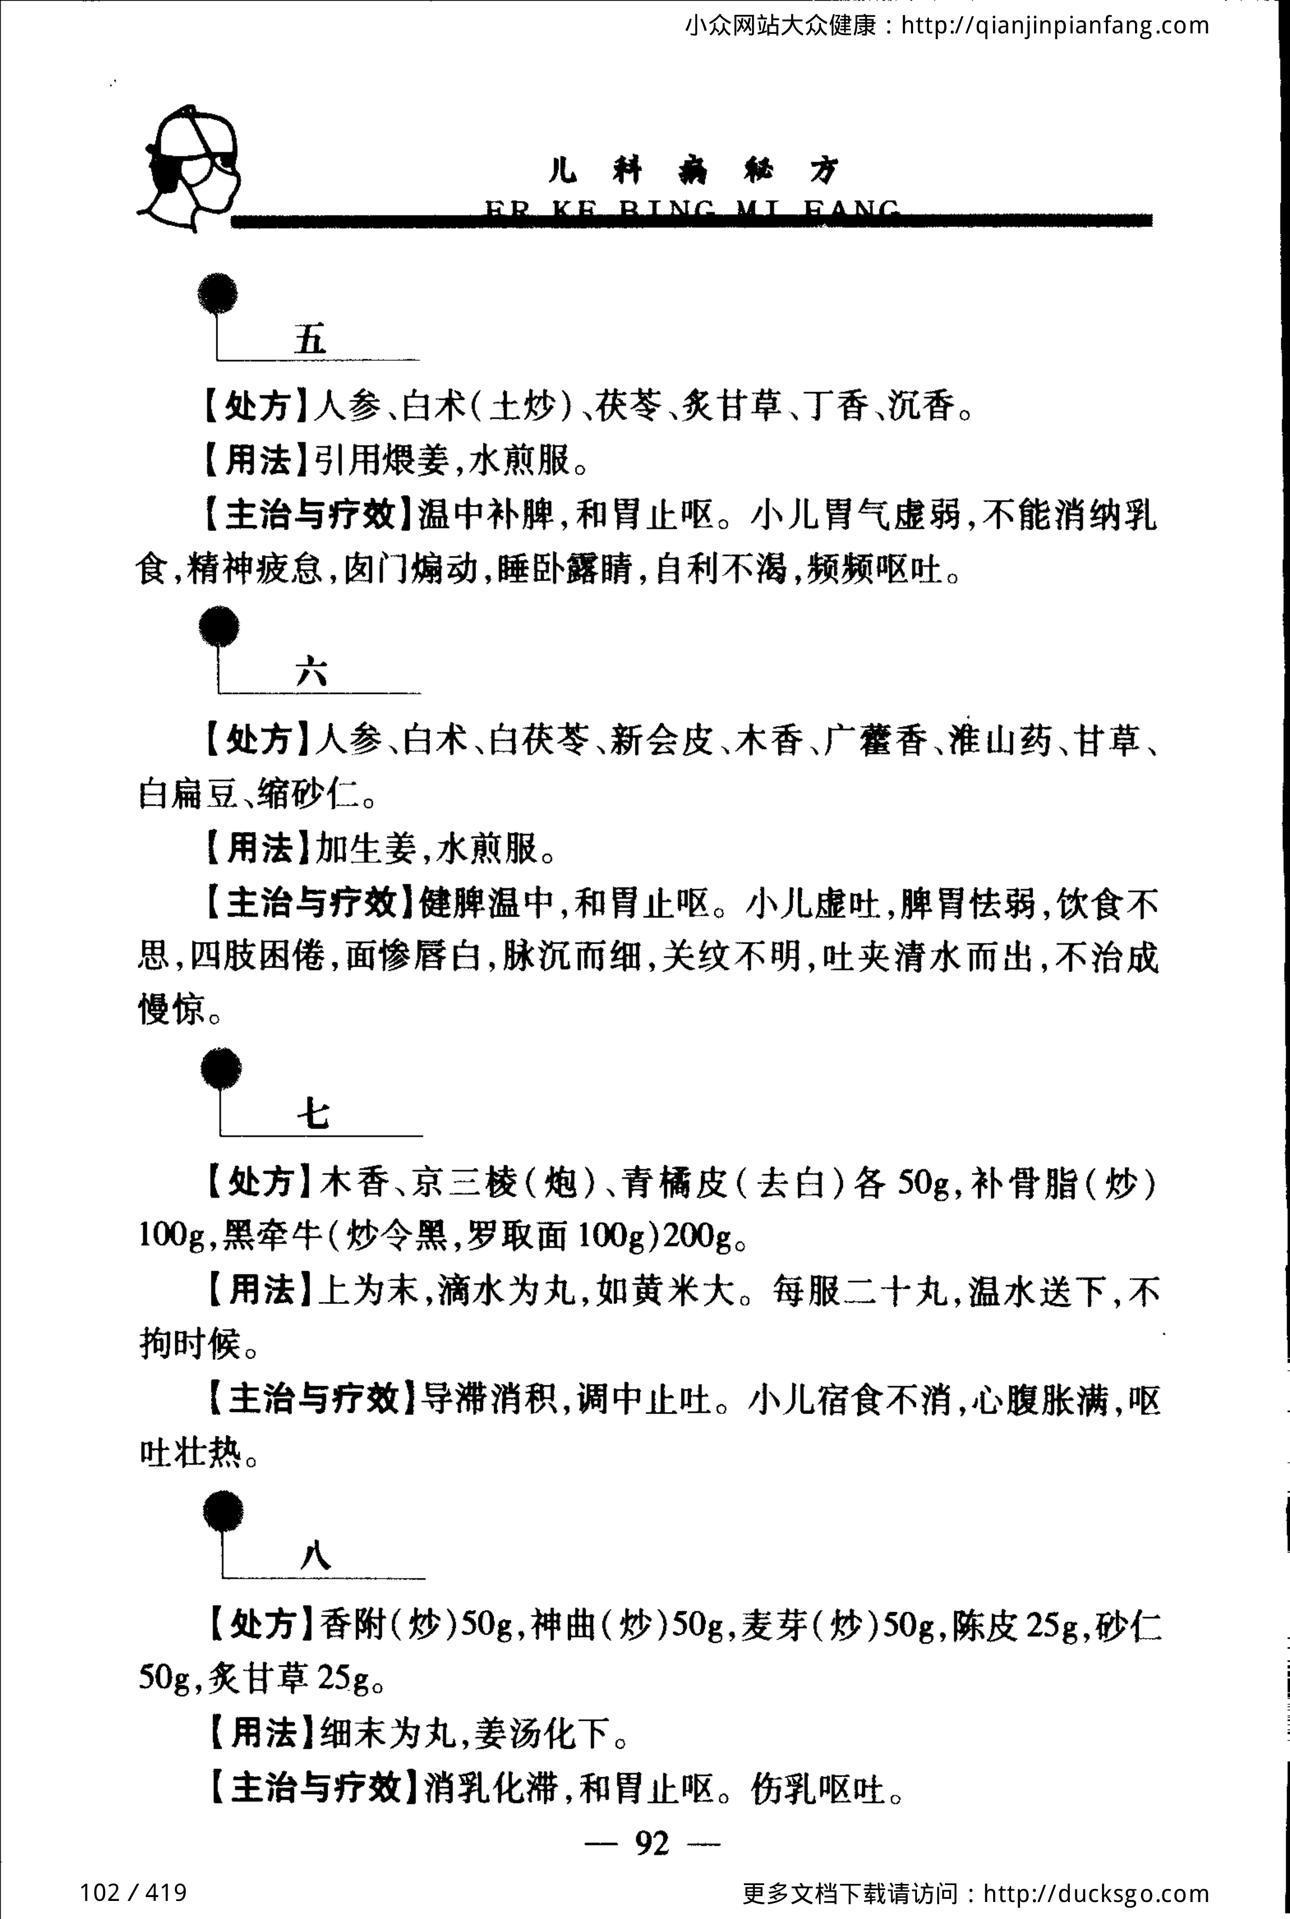 小众网站大众健康：http://qianjinpianfang.com
儿科病秘方
ER KE BING MI FANG
五
【处方】人参、白术(土炒)、茯苓、炙甘草、丁香、沉香。
【用法】引用煨姜,水煎服。
【主治与疗效】温中补脾,和胃止呕。小儿胃气虚弱,不能消纳乳
食,精神疲怠,囟门煽动,睡卧露睛,自利不渴,频频呕吐。
六
【处方】人参、白术、白茯苓、新会皮、木香、广藿香、淮山药、甘草、
白扁豆、缩砂仁。
【用法】加生姜,水煎服。
【主治与疗效】健脾温中,和胃止呕。小儿虚吐,脾胃怯弱,饮食不
思,四肢困倦,面惨唇白,脉沉而细,关纹不明,吐夹清水而出,不治成
慢惊。
七
【处方】木香、京三棱(炮)、青橘皮(去白)各 50g,补骨脂(炒)
100g,黑牵牛(炒令黑,罗取面 100g)200g。
【用法】上为末,滴水为丸,如黄米大。每服二十丸,温水送下,不
拘时候。
【主治与疗效】导滞消积,调中止吐。小儿宿食不消,心腹胀满,呕
吐壮热。
八
【处方】香附(炒)50g,神曲(炒)50g,麦芽(炒)50g,陈皮 25g,砂仁
50g,炙甘草 25g。
【用法】细末为丸,姜汤化下。
【主治与疗效】消乳化滞,和胃止呕。伤乳呕吐。
— 92 —
102 / 419
更多文档下载请访问：http://ducksgo.com